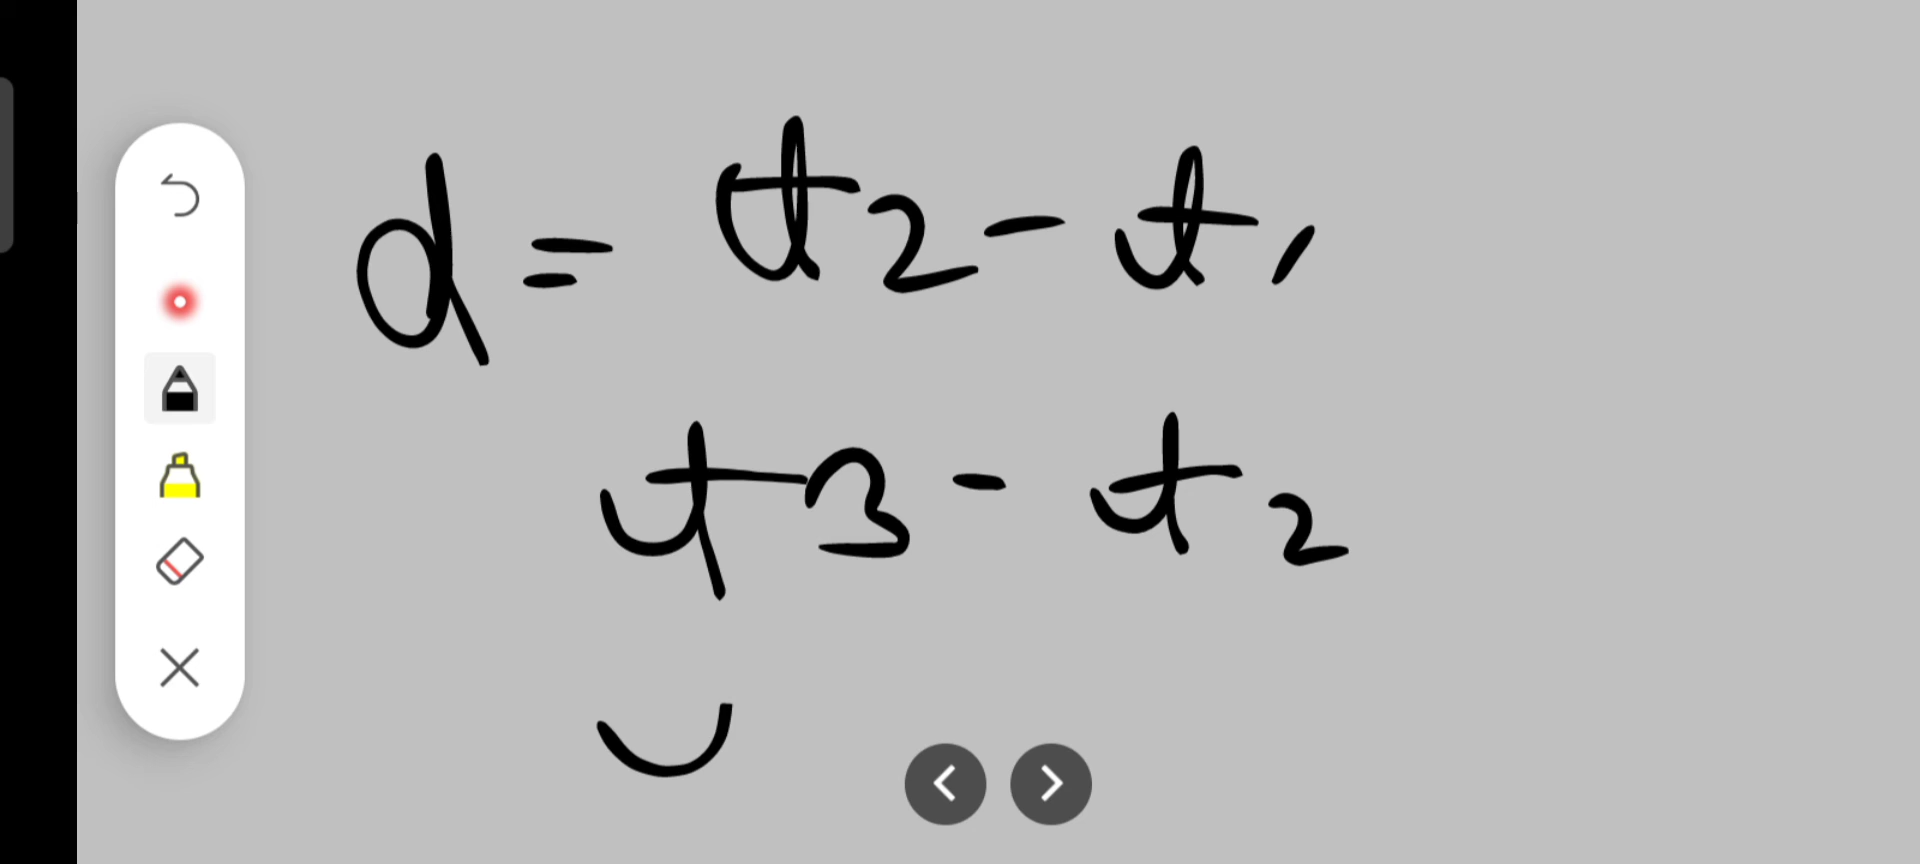 d = t2 - t1
t3 - t2